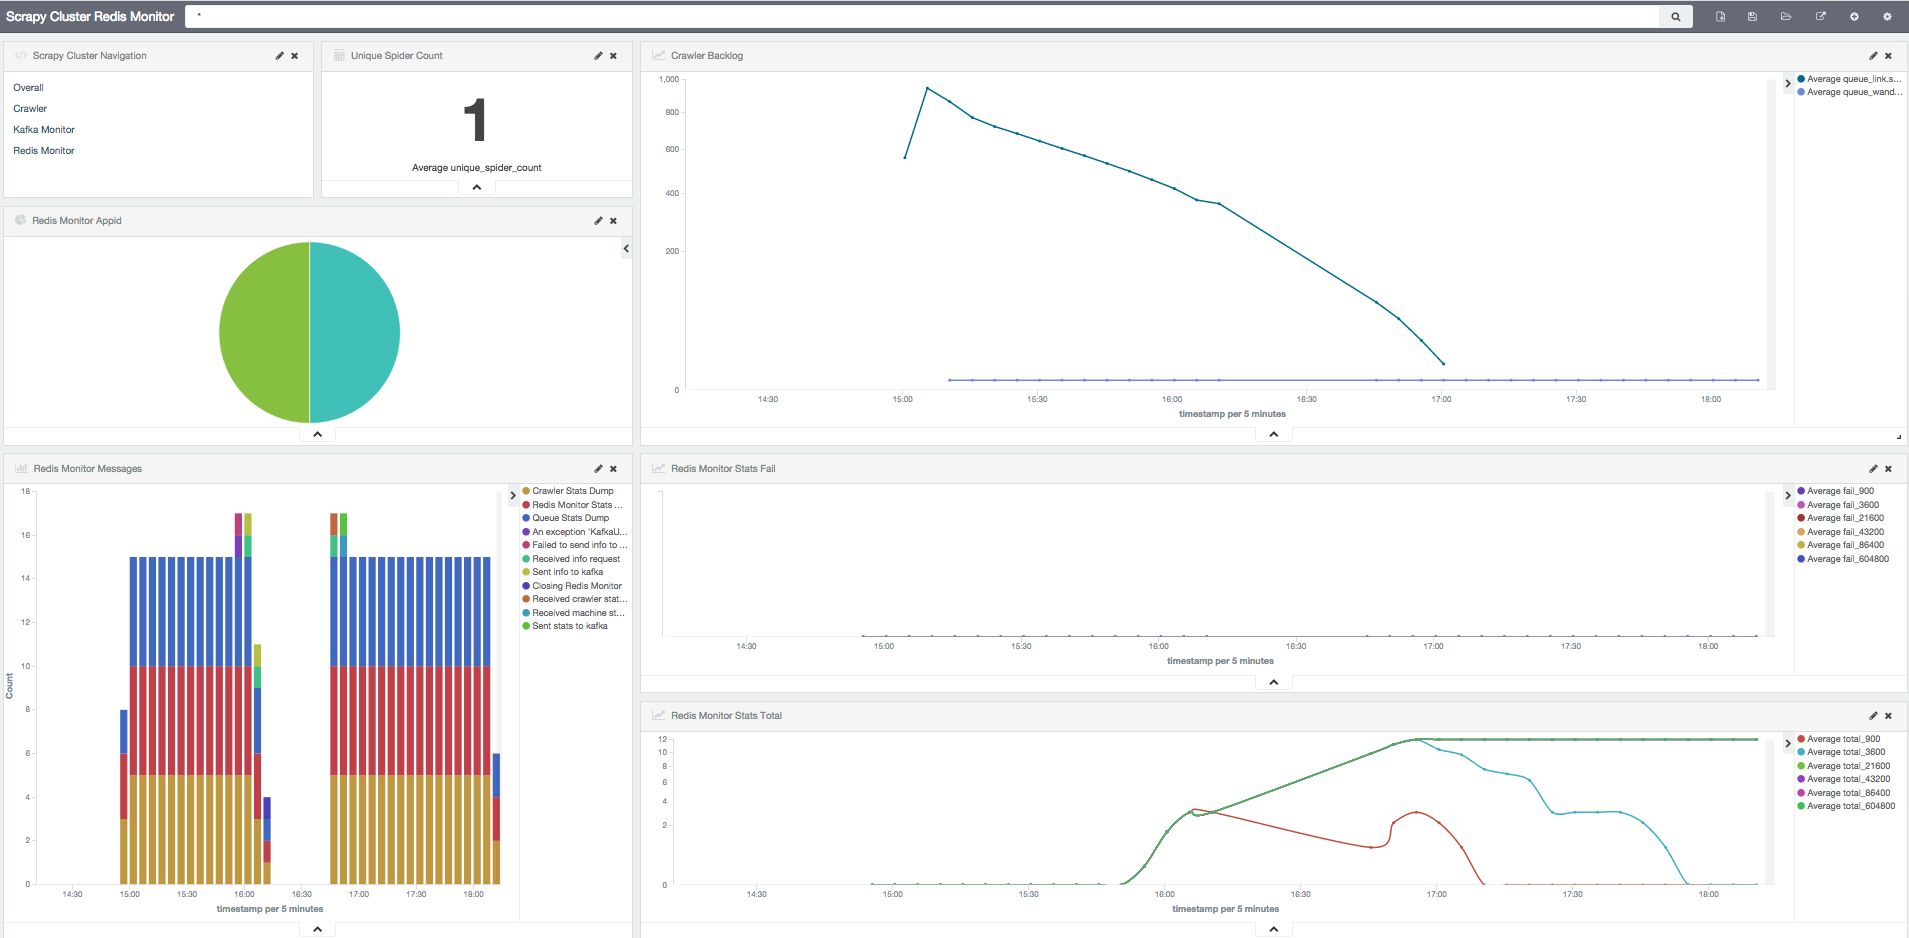 Scrapy Cluster Redis Monitor
*
Scrapy Cluster Navigation
Overall
Crawler
Kafka Monitor
Redis Monitor
Unique Spider Count
1
Average unique_spider_count
Redis Monitor Appid
Crawler Backlog
1,000
800
600
400
200
0
14:30 15:00 15:30 16:00 16:30 17:00 17:30 18:00
timestamp per 5 minutes
Average queue_link.s...
Average queue_wand...
Redis Monitor Messages
18
16
14
12
10
8
6
4
2
0
Count
14:30 15:00 15:30 16:00 16:30 17:00 17:30 18:00
timestamp per 5 minutes
Crawler Stats Dump
Redis Monitor Stats ...
Queue Stats Dump
An exception 'KafkaU...
Failed to send info to ...
Received info request
Sent info to kafka
Closing Redis Monitor
Received crawler stat...
Received machine st...
Sent stats to kafka
Redis Monitor Stats Fail
14:30 15:00 15:30 16:00 16:30 17:00 17:30 18:00
timestamp per 5 minutes
Average fail_900
Average fail_3600
Average fail_21600
Average fail_43200
Average fail_86400
Average fail_604800
Redis Monitor Stats Total
12
10
8
6
4
2
0
14:30 15:00 15:30 16:00 16:30 17:00 17:30 18:00
timestamp per 5 minutes
Average total_900
Average total_3600
Average total_21600
Average total_43200
Average total_86400
Average total_604800